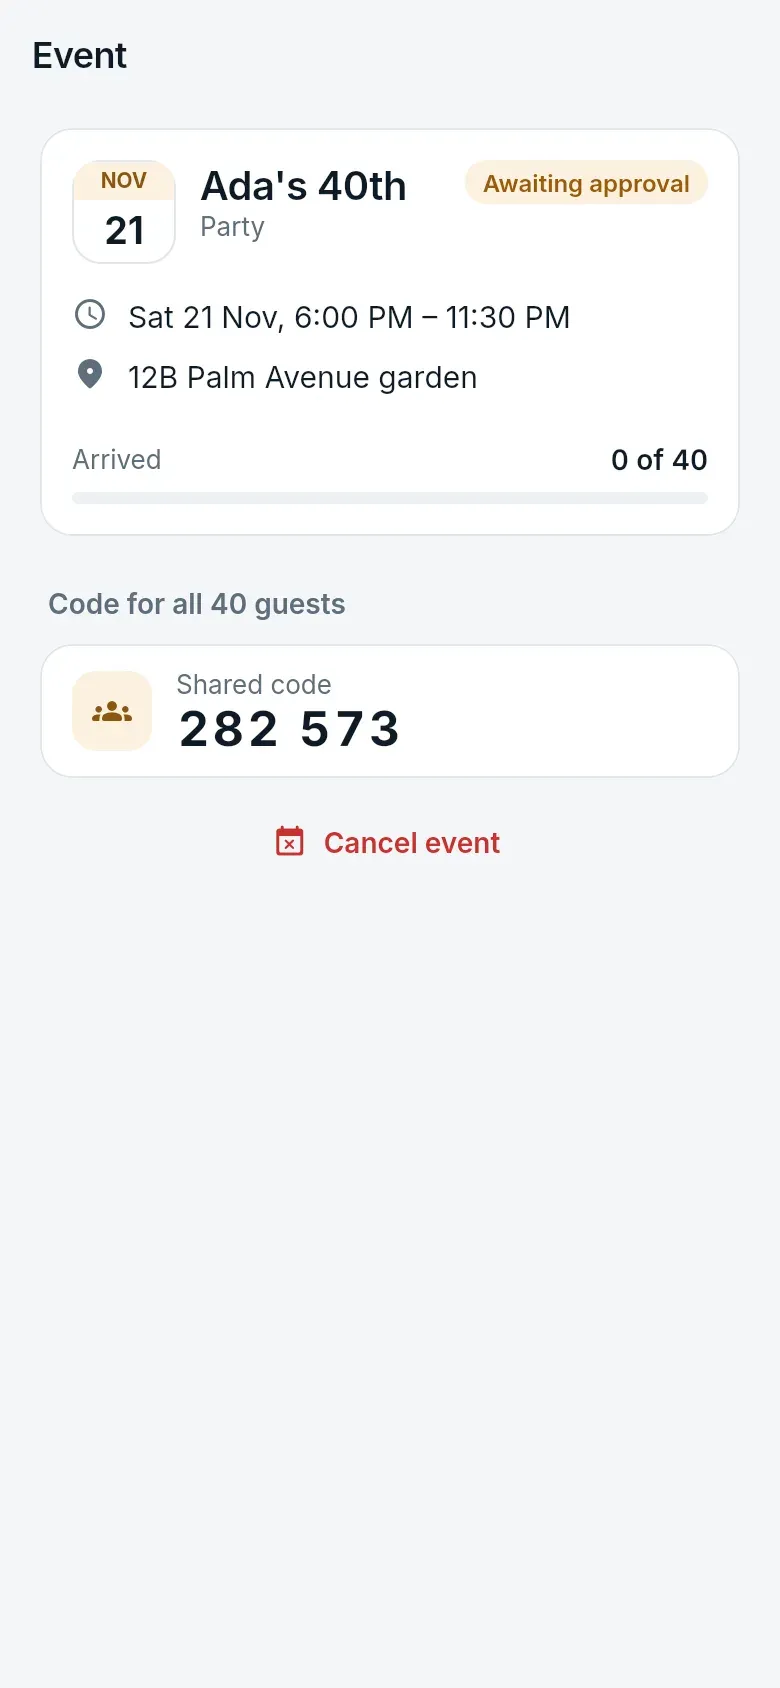 Event
NOV
21
Ada's 40th
Party
Awaiting approval
Sat 21 Nov, 6:00 PM – 11:30 PM
12B Palm Avenue garden
Arrived
0 of 40
Code for all 40 guests
Shared code
282 573
Cancel event